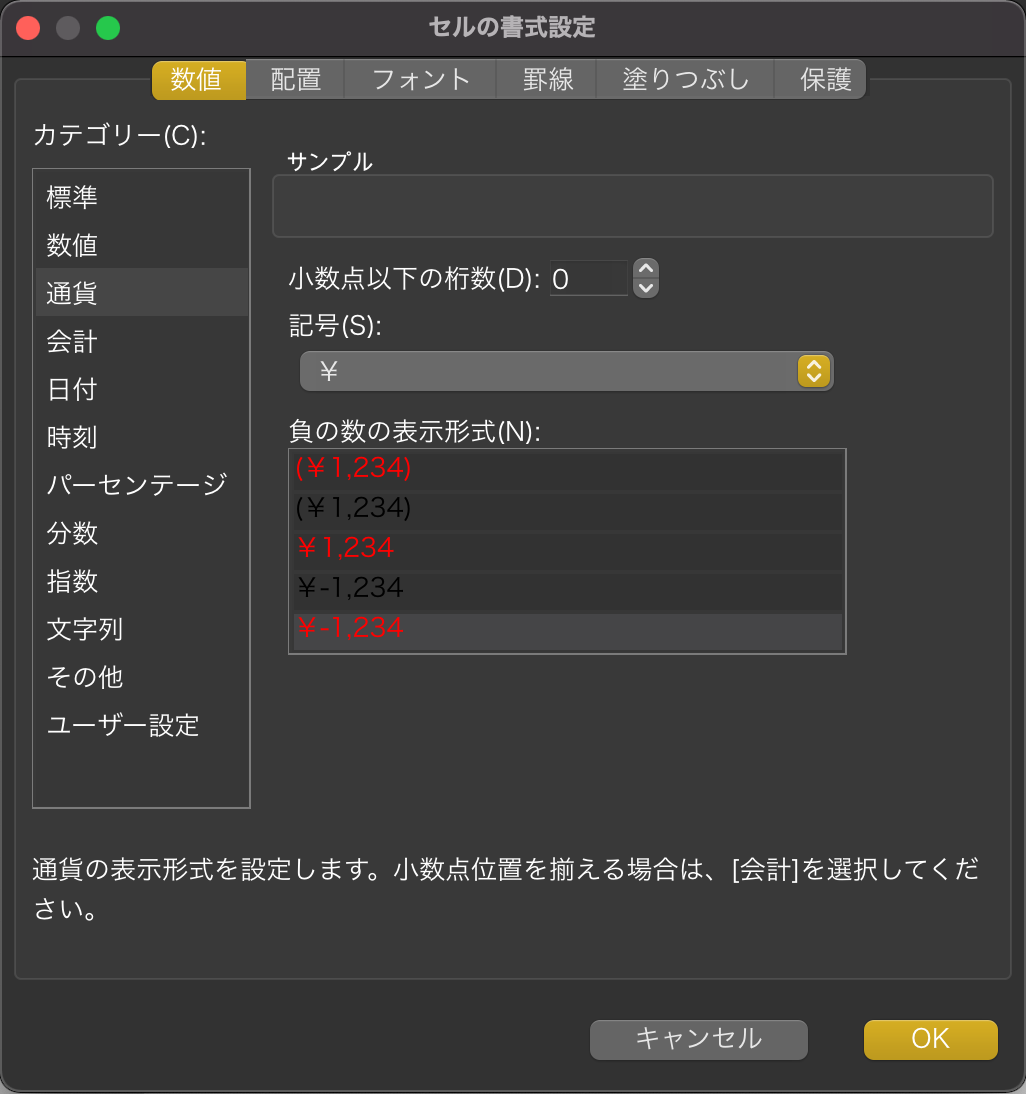 セルの書式設定
数値 配置 フォント 罫線 塗りつぶし 保護
カテゴリー(C):
標準
数値
通貨
会計
日付
時刻
パーセンテージ
分数
指数
文字列
その他
ユーザー設定
サンプル
小数点以下の桁数(D): 0
記号(S):
¥
負の数の表示形式(N):
(¥1,234)
(¥1,234)
¥1,234
¥-1,234
¥-1,234
通貨の表示形式を設定します。小数点位置を揃える場合は、[会計]を選択してくだ
さい。
キャンセル OK